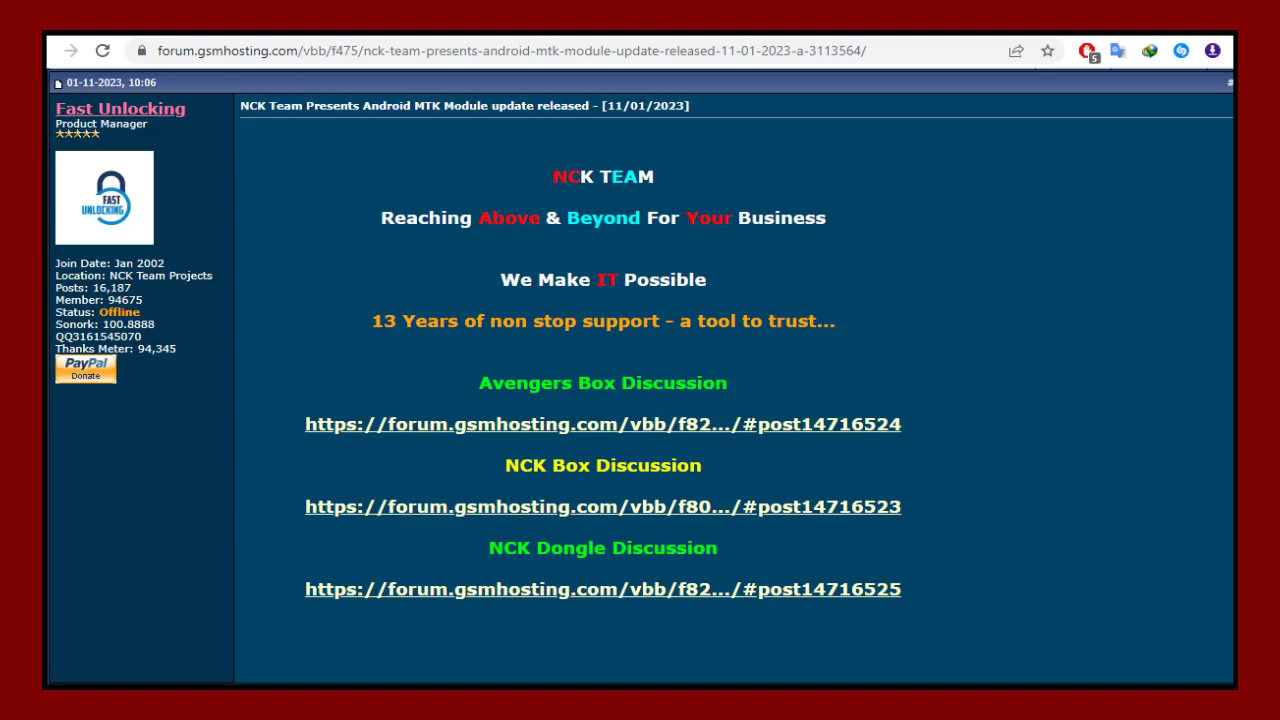 forum.gsmhosting.com/vbb/f475/nck-team-presents-android-mtk-module-update-released-11-01-2023-a-3113564/
5
01-11-2023, 10:06
#
Fast Unlocking
Product Manager
FAST
UNLOCKING
Join Date: Jan 2002
Location: NCK Team Projects
Posts: 16,187
Member: 94675
Status: Offline
Sonork: 100.8888
QQ3161545070
Thanks Meter: 94,345
PayPal
Donate
NCK Team Presents Android MTK Module update released - [11/01/2023]
NCK TEAM
Reaching Above & Beyond For Your Business
We Make IT Possible
13 Years of non stop support - a tool to trust...
Avengers Box Discussion
https://forum.gsmhosting.com/vbb/f82.../#post14716524
NCK Box Discussion
https://forum.gsmhosting.com/vbb/f80.../#post14716523
NCK Dongle Discussion
https://forum.gsmhosting.com/vbb/f82.../#post14716525